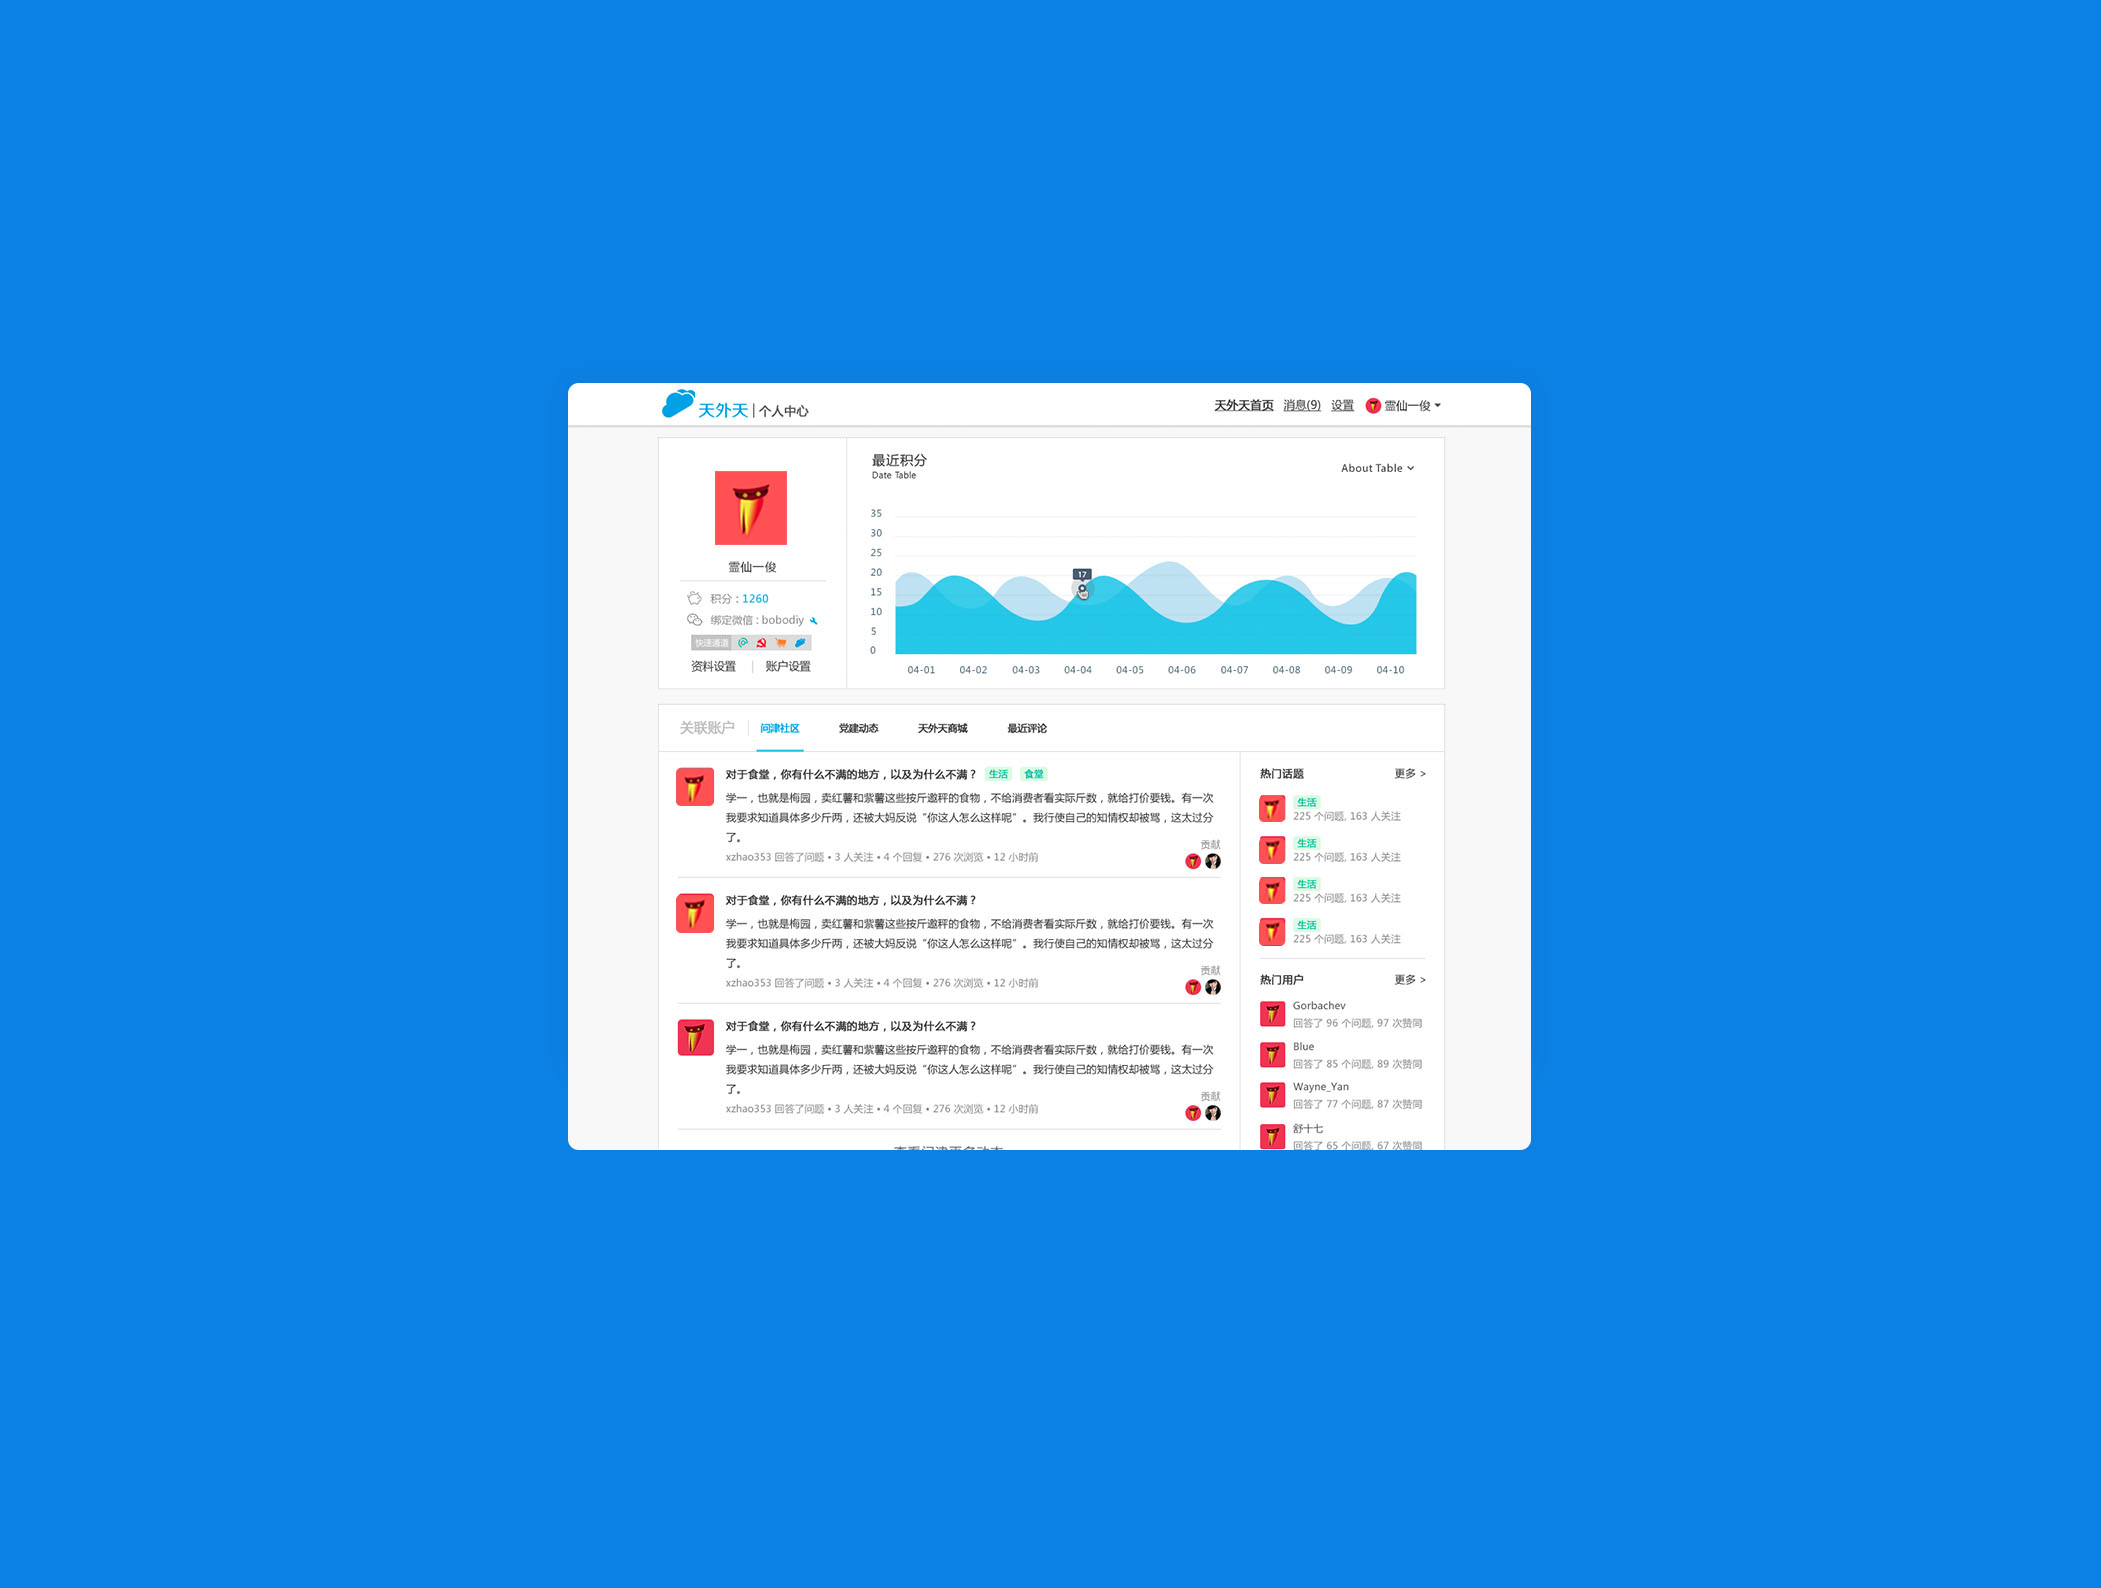 天外天 | 个人中心
天外天首页 消息(9) 设置 霊仙一俊
霊仙一俊
积分 : 1260
绑定微信 : bobodiy
快速通道
资料设置 | 账户设置
最近积分
Date Table
About Table
35
30
25
20
15
10
5
0
17
04-01 04-02 04-03 04-04 04-05 04-06 04-07 04-08 04-09 04-10
关联账户 问津社区 党建动态 天外天商城 最近评论
对于食堂，你有什么不满的地方，以及为什么不满？ 生活 食堂
学一，也就是梅园，卖红薯和紫薯这些按斤邀秤的食物，不给消费者看实际斤数，就给打价要钱。有一次
我要求知道具体多少斤两，还被大妈反说“你这人怎么这样呢”。我行使自己的知情权却被骂，这太过分
了。
贡献
xzhao353 回答了问题 • 3 人关注 • 4 个回复 • 276 次浏览 • 12 小时前
对于食堂，你有什么不满的地方，以及为什么不满？
学一，也就是梅园，卖红薯和紫薯这些按斤邀秤的食物，不给消费者看实际斤数，就给打价要钱。有一次
我要求知道具体多少斤两，还被大妈反说“你这人怎么这样呢”。我行使自己的知情权却被骂，这太过分
了。
贡献
xzhao353 回答了问题 • 3 人关注 • 4 个回复 • 276 次浏览 • 12 小时前
对于食堂，你有什么不满的地方，以及为什么不满？
学一，也就是梅园，卖红薯和紫薯这些按斤邀秤的食物，不给消费者看实际斤数，就给打价要钱。有一次
我要求知道具体多少斤两，还被大妈反说“你这人怎么这样呢”。我行使自己的知情权却被骂，这太过分
了。
贡献
xzhao353 回答了问题 • 3 人关注 • 4 个回复 • 276 次浏览 • 12 小时前
热门话题 更多 >
生活
225 个问题, 163 人关注
生活
225 个问题, 163 人关注
生活
225 个问题, 163 人关注
生活
225 个问题, 163 人关注
热门用户 更多 >
Gorbachev
回答了 96 个问题, 97 次赞同
Blue
回答了 85 个问题, 89 次赞同
Wayne_Yan
回答了 77 个问题, 87 次赞同
舒十七
回答了 65 个问题, 67 次赞同